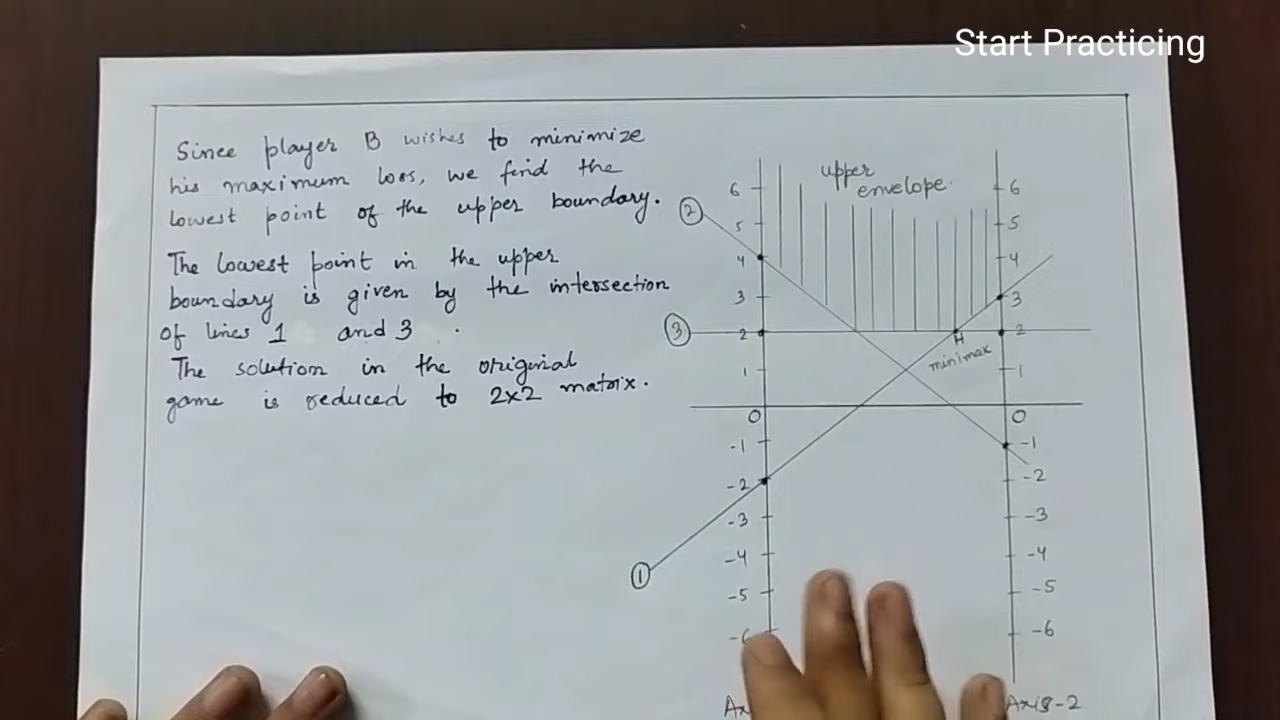 Start Practicing
Since player B wishes to minimize
his maximum loss, we find the
lowest point of the upper boundary.
The lowest point in the upper
boundary is given by the intersection
of lines 1 and 3.
The solution in the original
game is reduced to 2x2 matrix.
upper
envelope.
6
5
4
3
2
1
0
-1
-2
-3
-4
-5
6
5
4
3
2
1
0
-1
-2
-3
-4
-5
-6
②
③
①
H
minimax
Axis-2